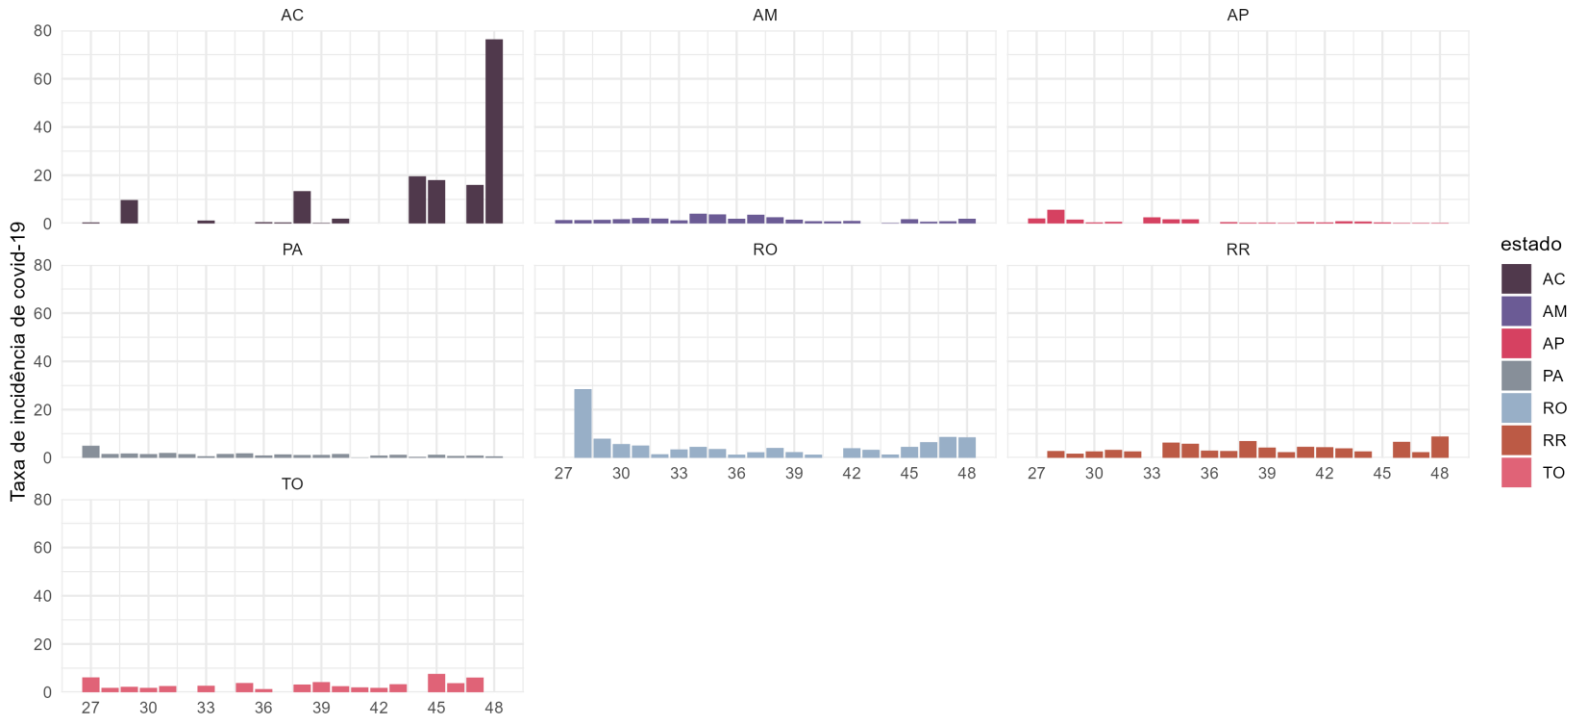 AC AM AP
80
60
40
20
0
PA RO RR
80
60
40
20
0
27 30 33 36 39 42 45 48
27 30 33 36 39 42 45 48
TO
80
60
40
20
0
27 30 33 36 39 42 45 48
Taxa de incidência de covid-19
estado
AC
AM
AP
PA
RO
RR
TO